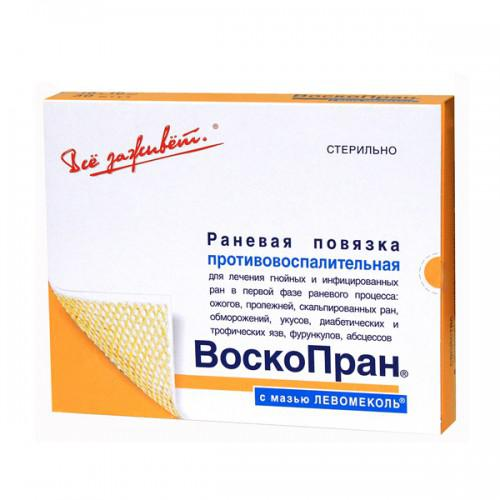 ВоскоПран
Всё заживёт.®
СТЕРИЛЬНО
Раневая повязка
противовоспалительная
для лечения гнойных и инфицированных
ран в первой фазе раневого процесса:
ожогов, пролежней, скальпированных ран,
обморожений, укусов, диабетических и
трофических язв, фурункулов, абсцессов
ВоскоПран®
с мазью ЛЕВОМЕКОЛЬ®